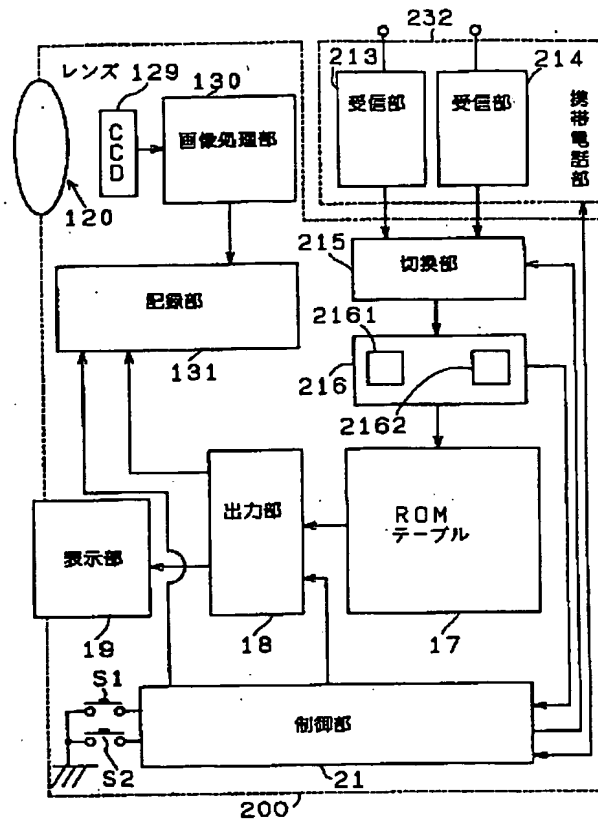 232
レンズ
129
CCD
130
画像処理部
120
213
受信部
214
受信部
携帯電話部
215
切換部
記録部
131
2161
216
2162
出力部
18
ROM
テーブル
17
表示部
19
S1
S2
制御部
21
200